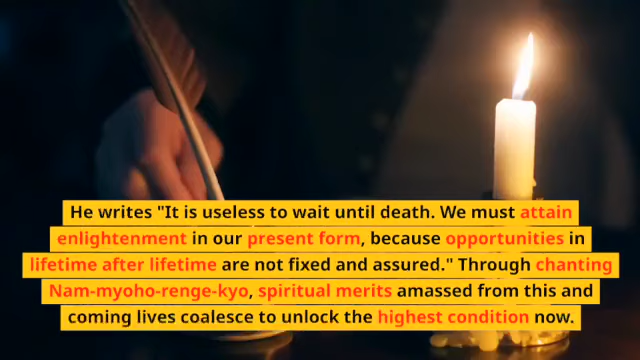 He writes "It is useless to wait until death. We must attain
enlightenment in our present form, because opportunities in
lifetime after lifetime are not fixed and assured." Through chanting
Nam-myoho-renge-kyo, spiritual merits amassed from this and
coming lives coalesce to unlock the highest condition now.